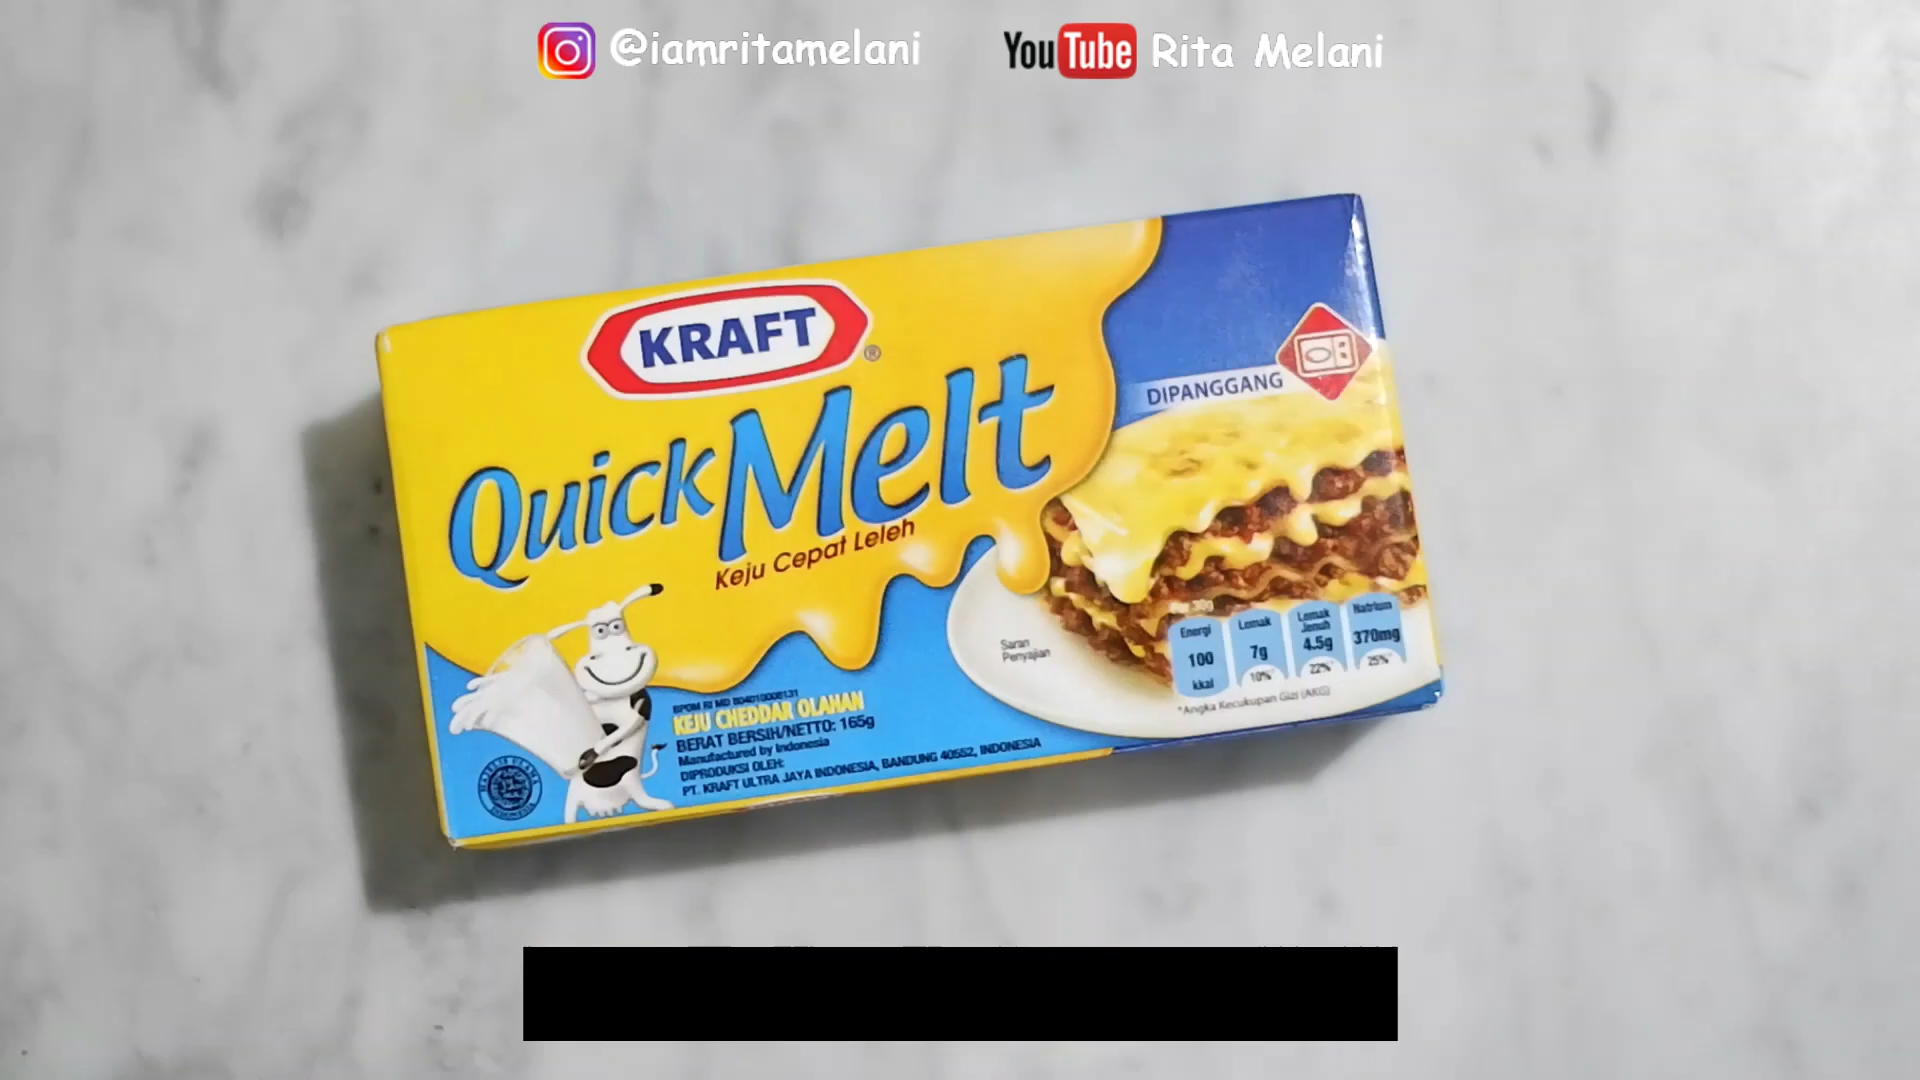 @iamritamelani
YouTube Rita Melani
KRAFT
®
QuickMelt
Keju Cepat Leleh
DIPANGGANG
Saran
Penyajian
Energi
100
kkal
Lemak
7g
10%*
Lemak
Jenuh
4.5g
22%*
Natrium
370mg
25%*
*Angka Kecukupan Gizi (AKG)
KEJU CHEDDAR OLAHAN
BERAT BERSIH/NETTO: 165g
Manufactured by Indonesia
DIPRODUKSI OLEH:
PT. KRAFT ULTRA JAYA INDONESIA, BANDUNG 40552, INDONESIA